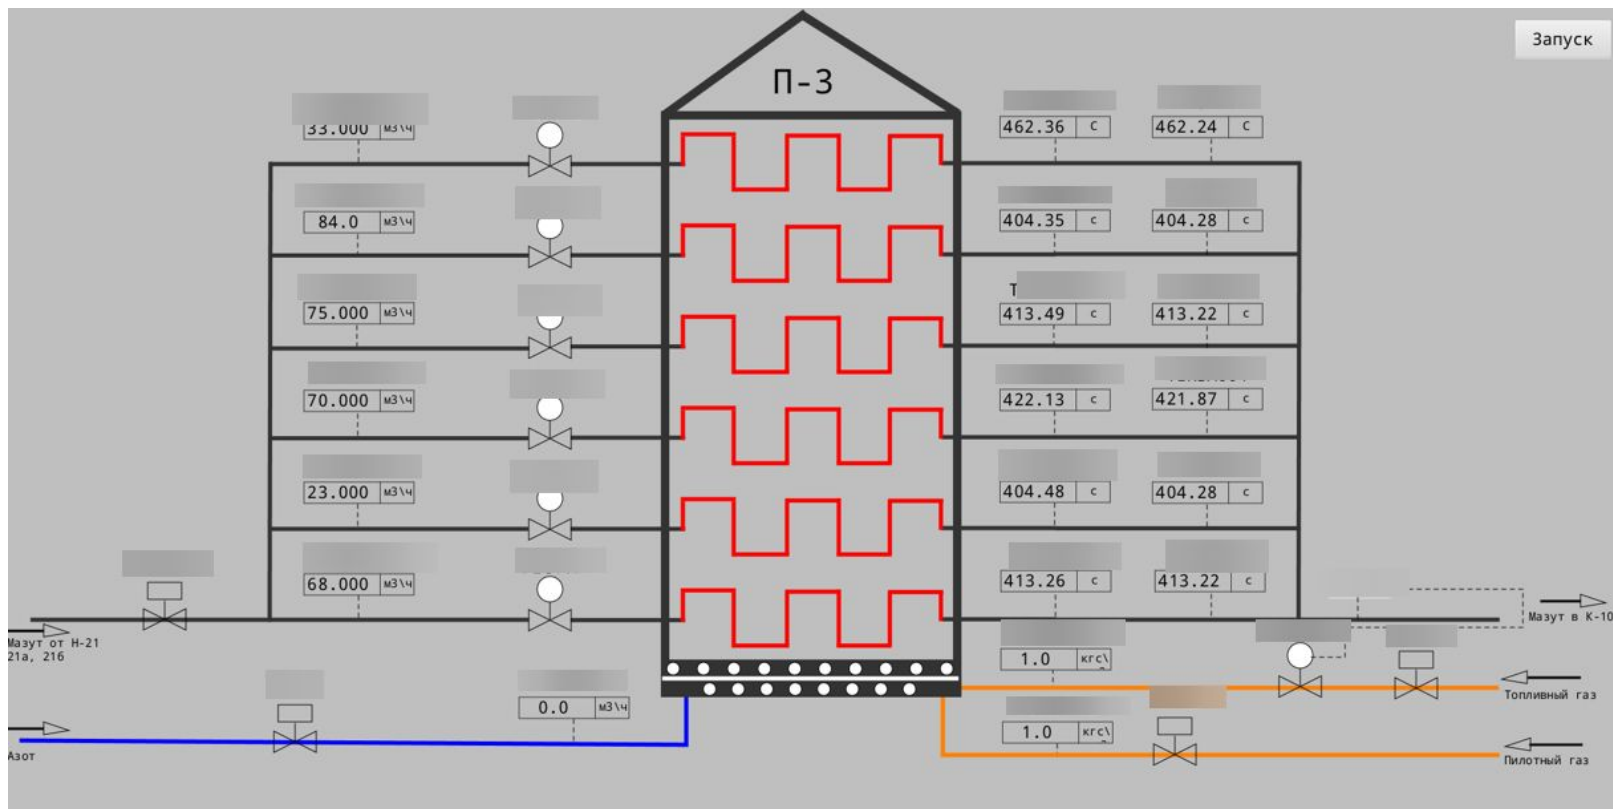 Запуск
П-3
33.000 м3\ч
462.36 С
462.24 С
84.0 м3\ч
404.35 С
404.28 С
Т
75.000 м3\ч
413.49 С
413.22 С
70.000 м3\ч
422.13 С
421.87 С
23.000 м3\ч
404.48 С
404.28 С
68.000 м3\ч
413.26 С
413.22 С
Мазут в К-10
Мазут от Н-21
21а, 21б
1.0 кгс\
Топливный газ
0.0 м3\ч
1.0 кгс\
Азот
Пилотный газ